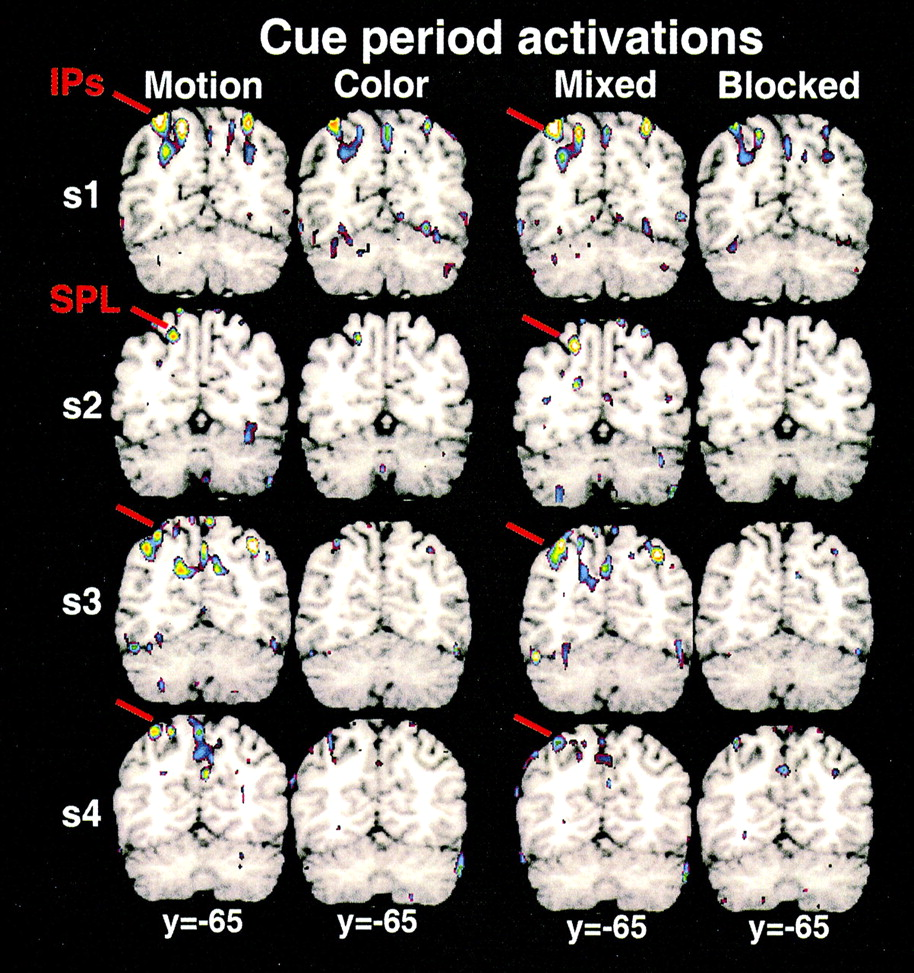 Cue period activations
IPs Motion Color Mixed Blocked
s1
SPL
s2
s3
s4
y=-65 y=-65 y=-65 y=-65